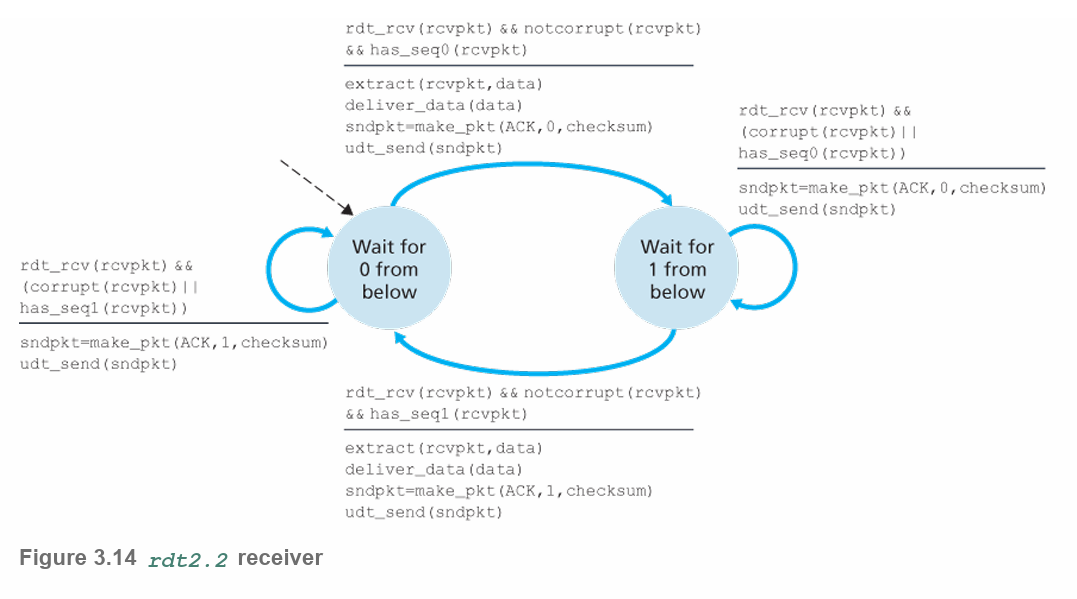 rdt_rcv(rcvpkt) && notcorrupt(rcvpkt)
&& has_seq0(rcvpkt)
extract(rcvpkt,data)
deliver_data(data)
sndpkt=make_pkt(ACK,0,checksum)
udt_send(sndpkt)
rdt_rcv(rcvpkt) &&
(corrupt(rcvpkt)||
has_seq0(rcvpkt))
sndpkt=make_pkt(ACK,0,checksum)
udt_send(sndpkt)
Wait for
0 from
below
Wait for
1 from
below
rdt_rcv(rcvpkt) &&
(corrupt(rcvpkt)||
has_seq1(rcvpkt))
sndpkt=make_pkt(ACK,1,checksum)
udt_send(sndpkt)
rdt_rcv(rcvpkt) && notcorrupt(rcvpkt)
&& has_seq1(rcvpkt)
extract(rcvpkt,data)
deliver_data(data)
sndpkt=make_pkt(ACK,1,checksum)
udt_send(sndpkt)
Figure 3.14 rdt2.2 receiver